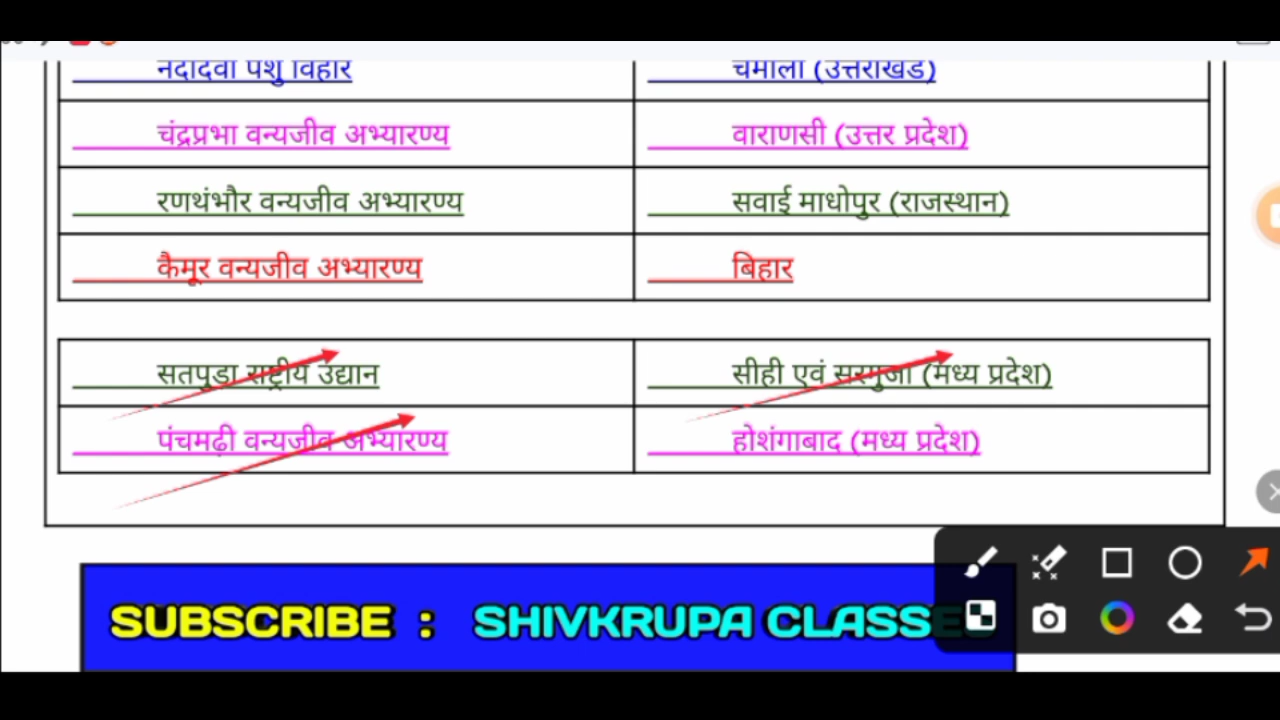 नंदादेवी पशु विहार चमोली (उत्तराखंड)
चंद्रप्रभा वन्यजीव अभ्यारण्य वाराणसी (उत्तर प्रदेश)
रणथंभौर वन्यजीव अभ्यारण्य सवाई माधोपुर (राजस्थान)
कैमूर वन्यजीव अभ्यारण्य बिहार
सतपुडा राष्ट्रीय उद्यान सीही एवं सरगुजा (मध्य प्रदेश)
पंचमढ़ी वन्यजीव अभ्यारण्य होशंगाबाद (मध्य प्रदेश)
SUBSCRIBE : SHIVKRUPA